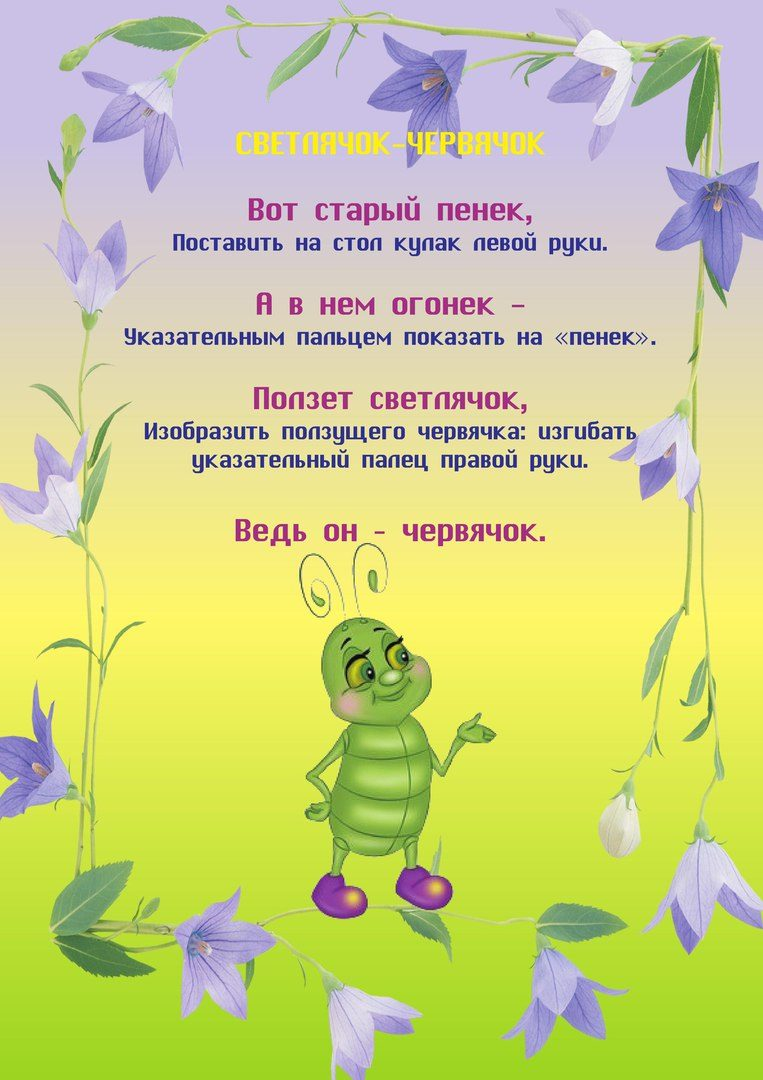 СВЕТЛЯЧОК-ЧЕРВЯЧОК
Вот старый пенек,
Поставить на стол кулак левой руки.
А в нем огонек –
Указательным пальцем показать на «пенек».
Ползет светлячок,
Изобразить ползущего червячка: изгибать
указательный палец правой руки.
Ведь он - червячок.